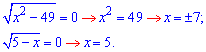 √(x² − 49) = 0 → x² = 49 → x = ±7;
√(5 − x) = 0 → x = 5.